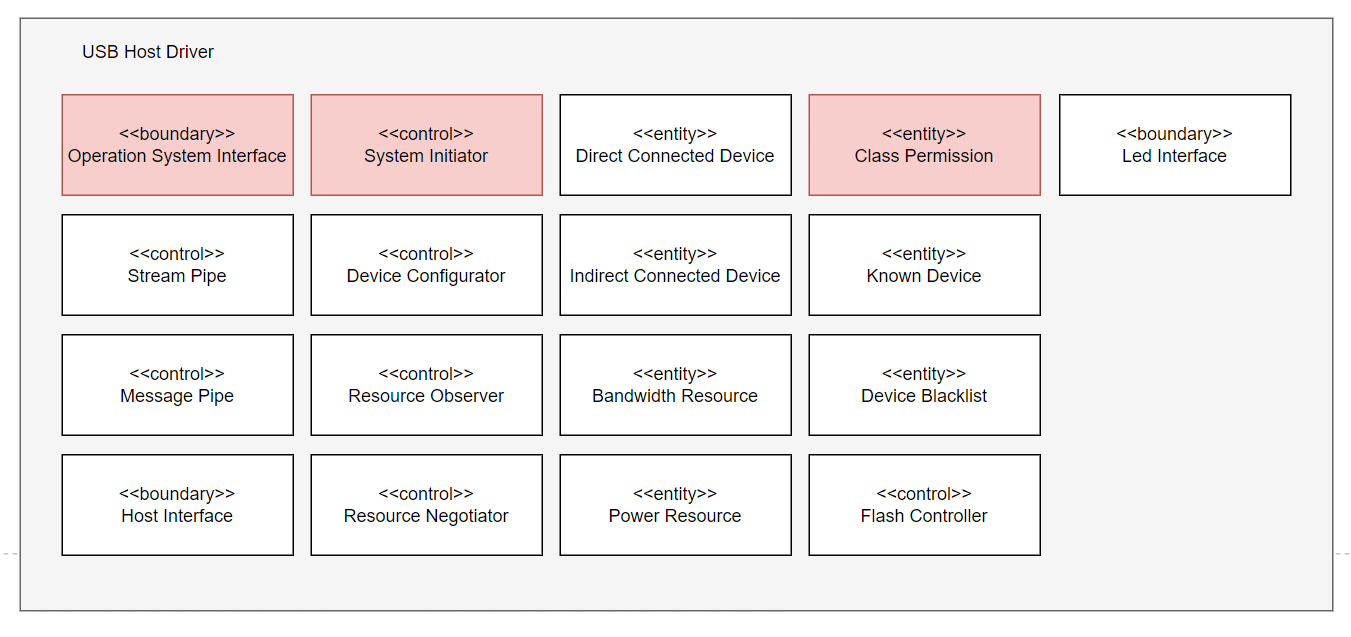 USB Host Driver
<<boundary>>
Operation System Interface
<<control>>
System Initiator
<<entity>>
Direct Connected Device
<<entity>>
Class Permission
<<boundary>>
Led Interface
<<control>>
Stream Pipe
<<control>>
Device Configurator
<<entity>>
Indirect Connected Device
<<entity>>
Known Device
<<control>>
Message Pipe
<<control>>
Resource Observer
<<entity>>
Bandwidth Resource
<<entity>>
Device Blacklist
<<boundary>>
Host Interface
<<control>>
Resource Negotiator
<<entity>>
Power Resource
<<control>>
Flash Controller